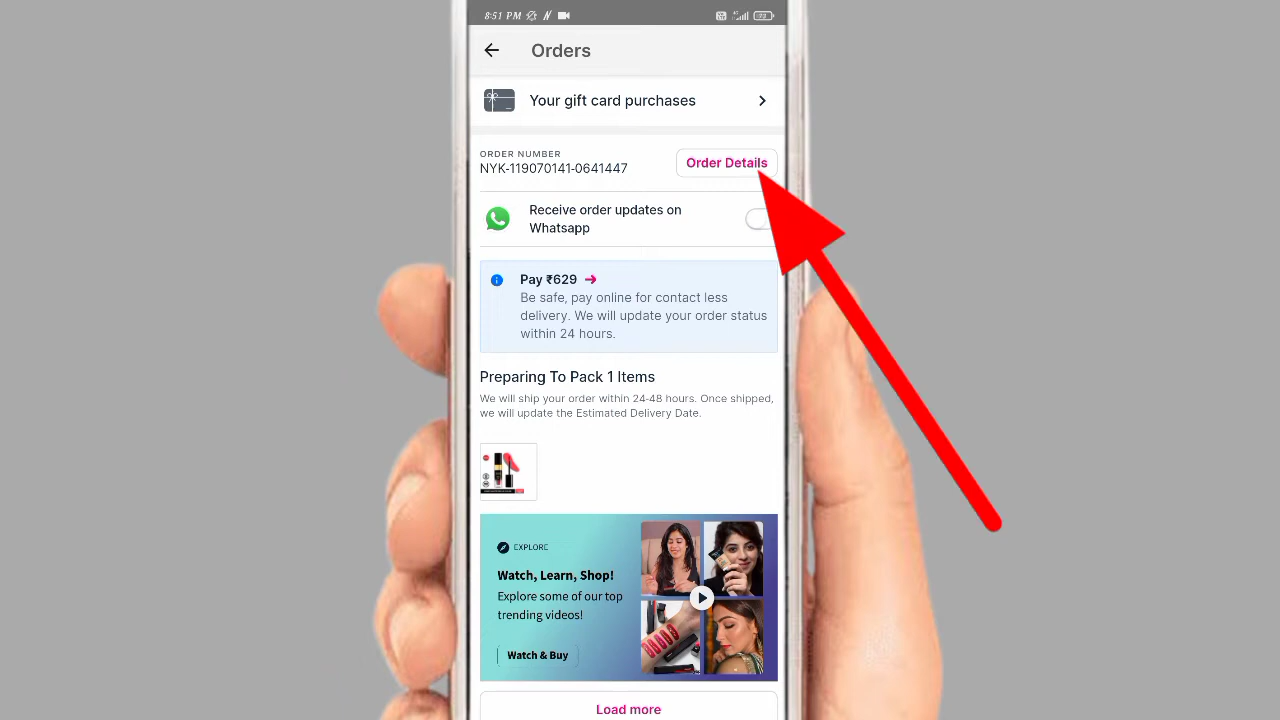 8:51 PM
73
Orders
Your gift card purchases
ORDER NUMBER
NYK-119070141-0641447
Order Details
Receive order updates on
Whatsapp
Pay ₹629
Be safe, pay online for contact less
delivery. We will update your order status
within 24 hours.
Preparing To Pack 1 Items
We will ship your order within 24-48 hours. Once shipped,
we will update the Estimated Delivery Date.
EXPLORE
Watch, Learn, Shop!
Explore some of our top
trending videos!
Watch & Buy
Load more